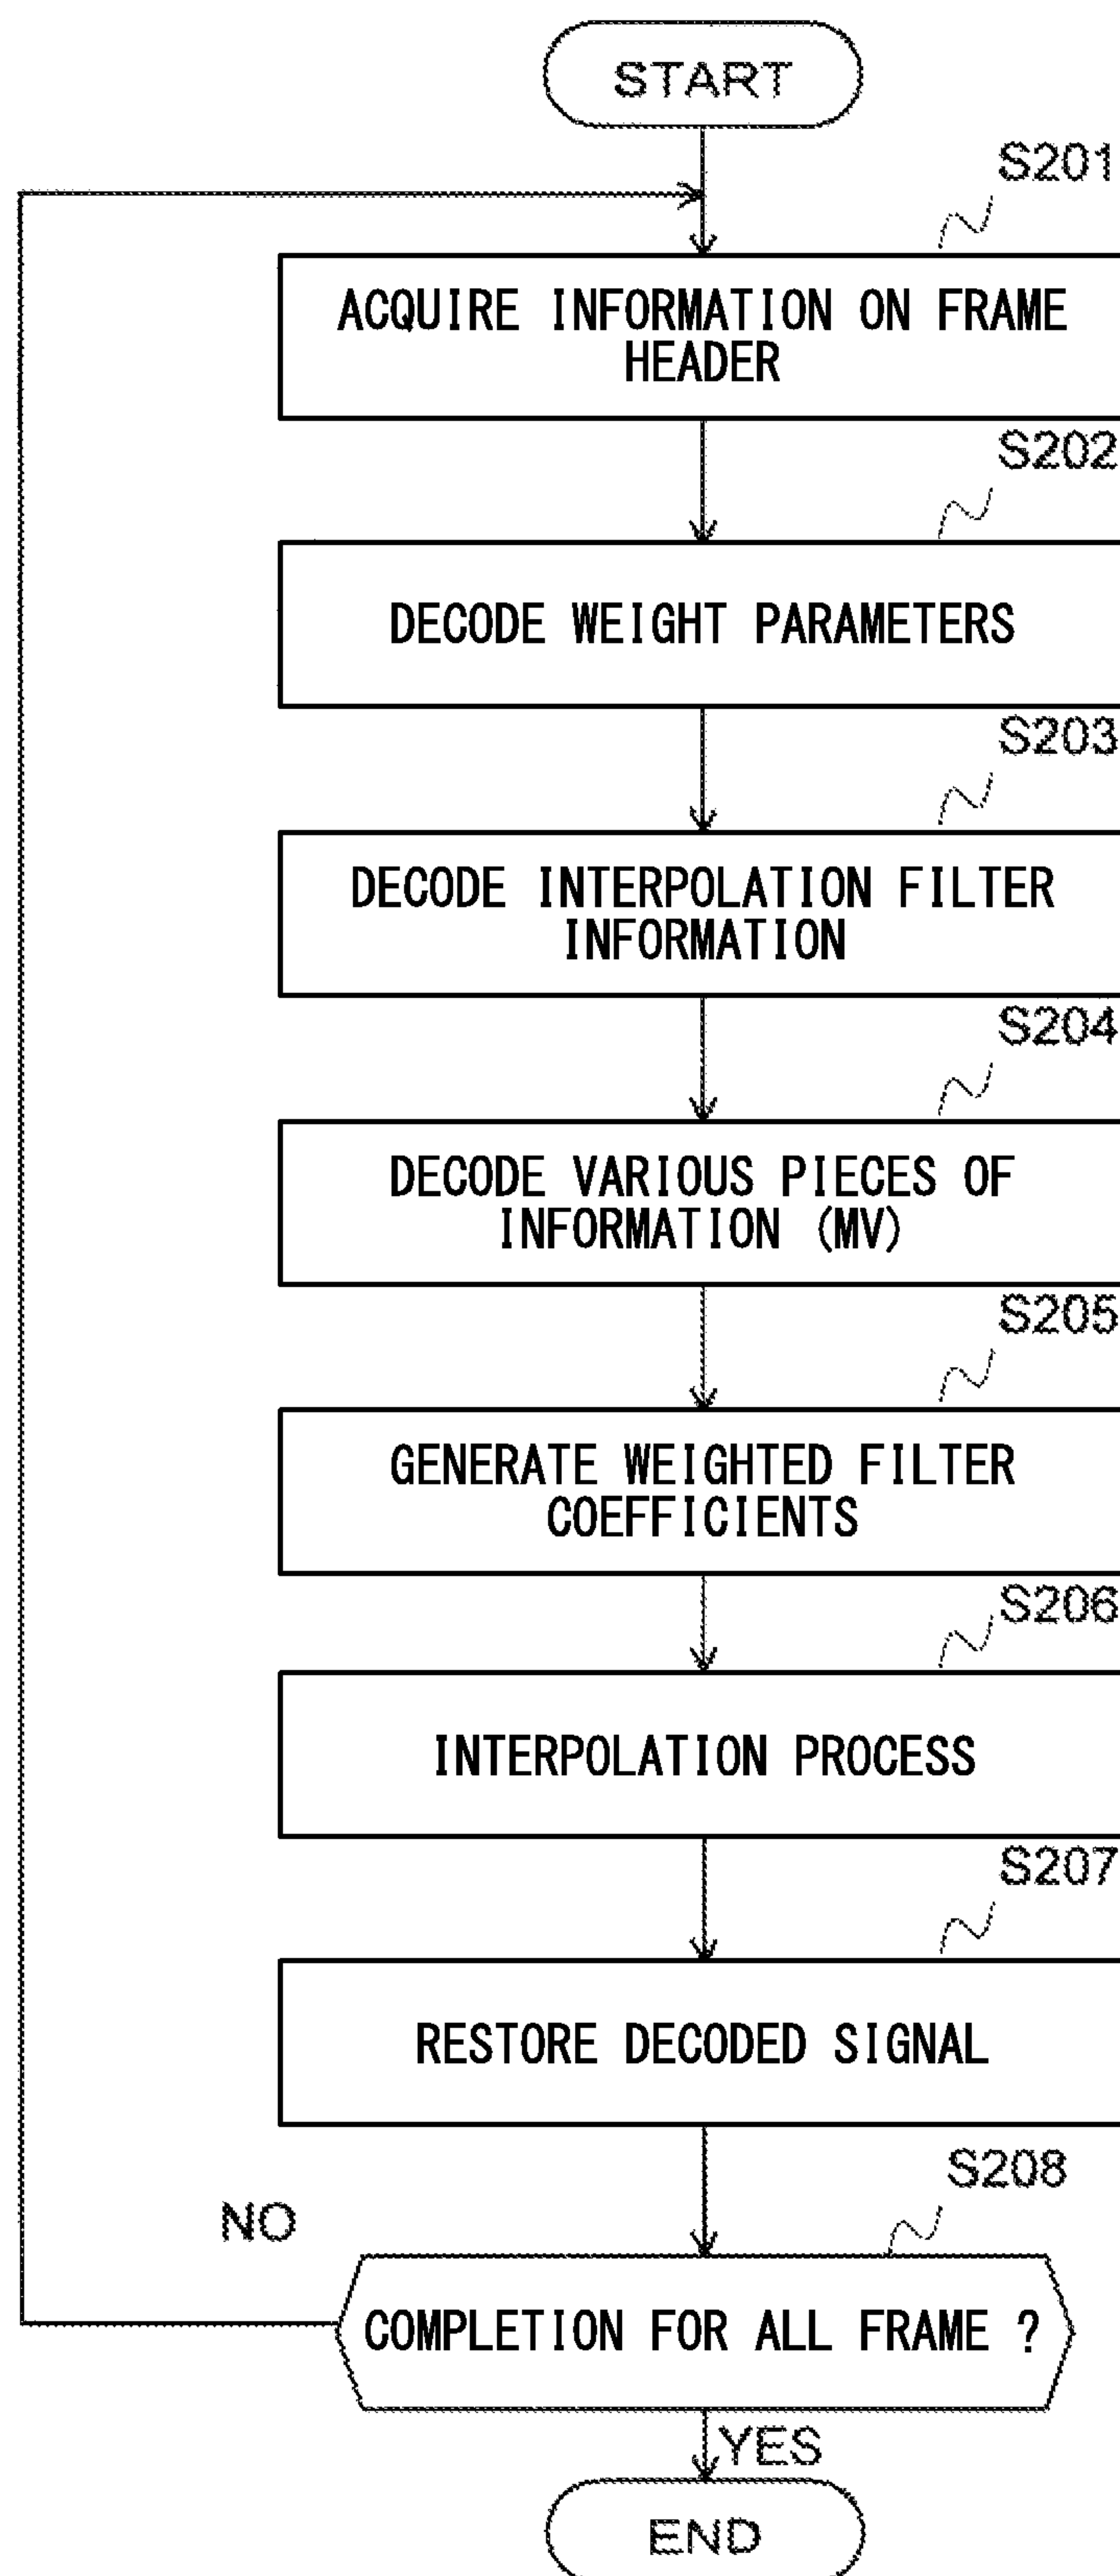 START
S201
ACQUIRE INFORMATION ON FRAME
HEADER
S202
DECODE WEIGHT PARAMETERS
S203
DECODE INTERPOLATION FILTER
INFORMATION
S204
DECODE VARIOUS PIECES OF
INFORMATION (MV)
S205
GENERATE WEIGHTED FILTER
COEFFICIENTS
S206
INTERPOLATION PROCESS
S207
RESTORE DECODED SIGNAL
S208
NO
COMPLETION FOR ALL FRAME ?
YES
END